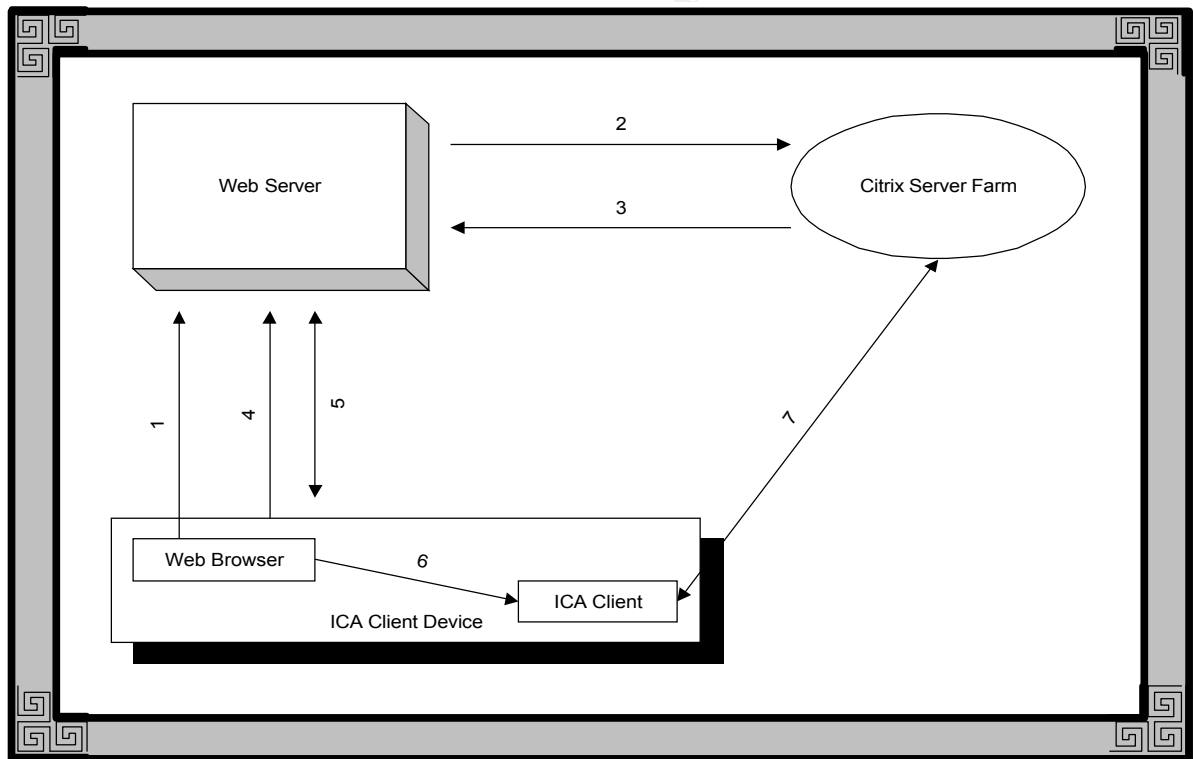 2
Web Server
Citrix Server Farm
3
1
4
5
7
Web Browser
6
ICA Client
ICA Client Device